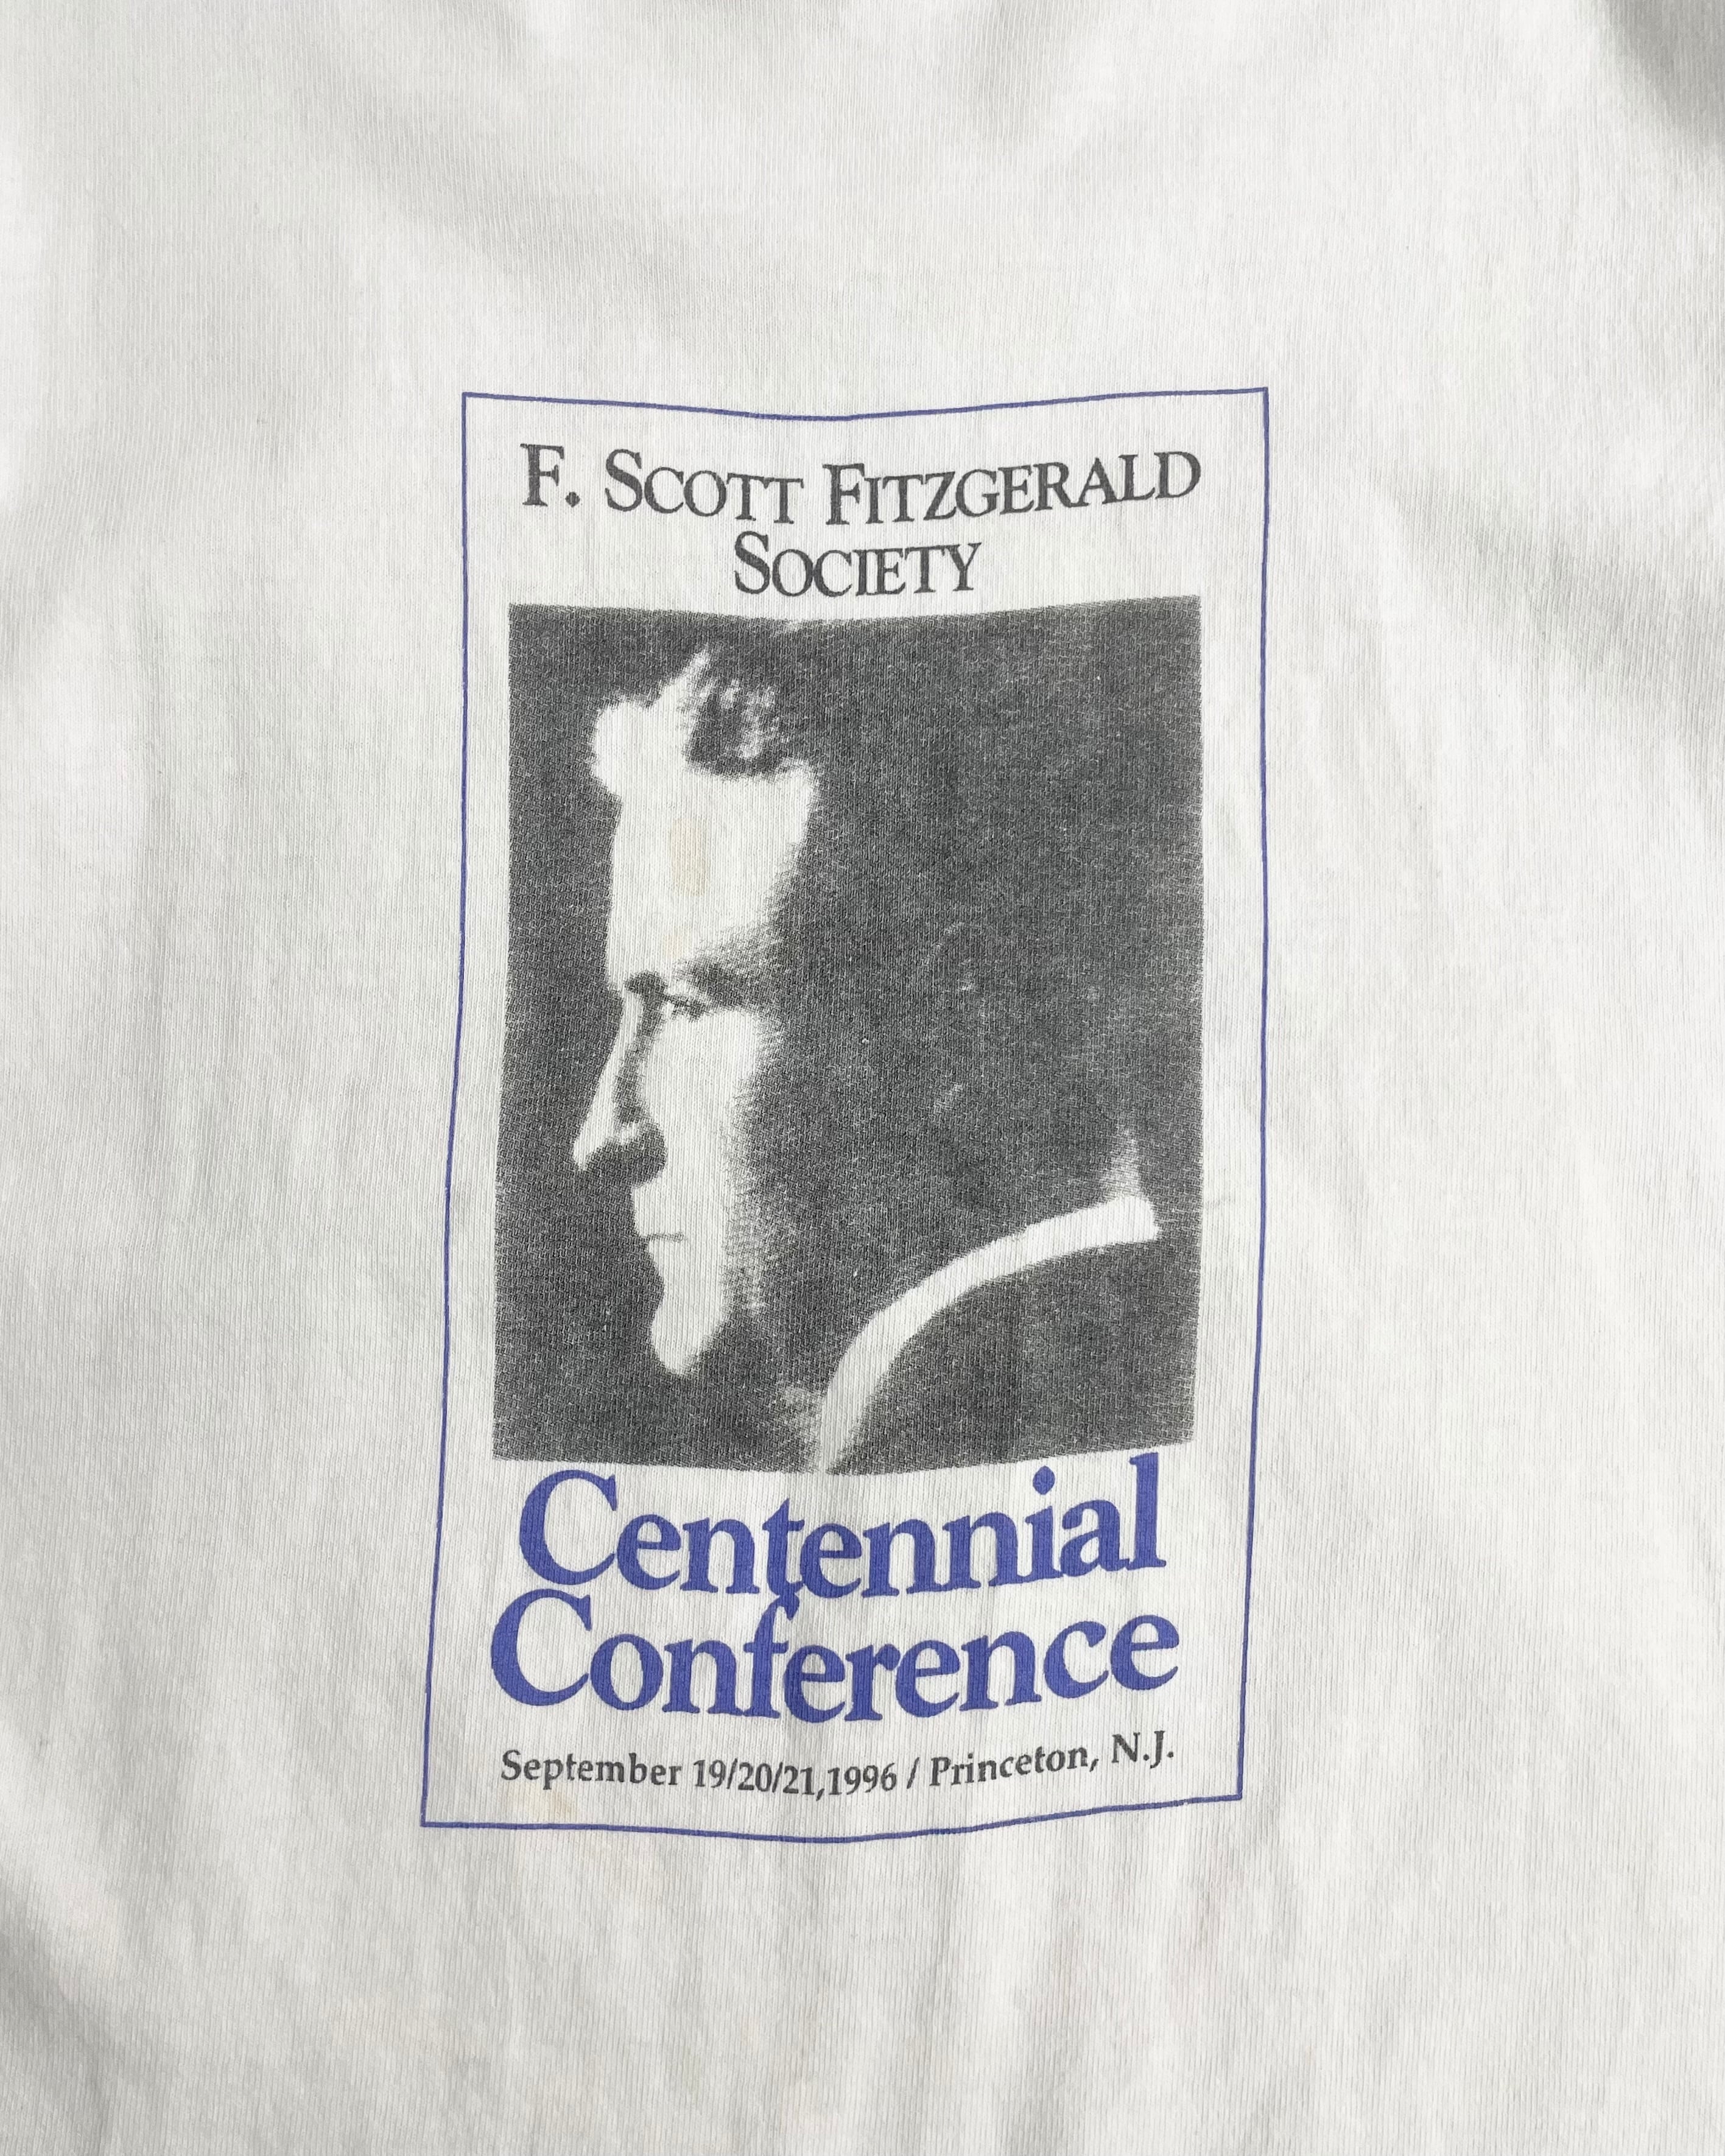 F. SCOTT FITZGERALD
SOCIETY
Centennial
Conference
September 19/20/21,1996 / Princeton, N.J.